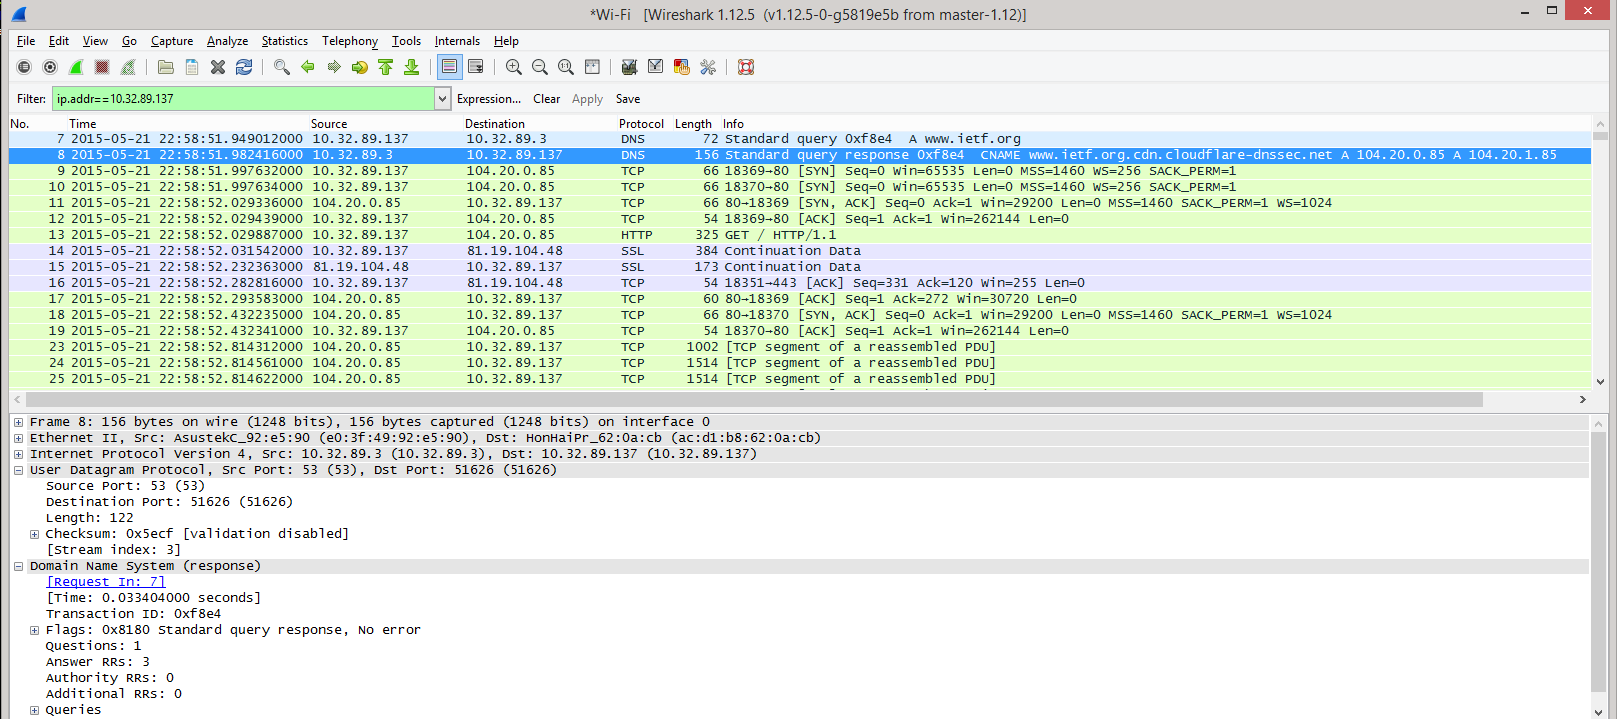 *Wi-Fi [Wireshark 1.12.5 (v1.12.5-0-g5819e5b from master-1.12)]
File Edit View Go Capture Analyze Statistics Telephony Tools Internals Help
Filter: ip.addr==10.32.89.137 Expression... Clear Apply Save
No. Time Source Destination Protocol Length Info
7 2015-05-21 22:58:51.949012000 10.32.89.137 10.32.89.3 DNS 72 Standard query 0xf8e4 A www.ietf.org
8 2015-05-21 22:58:51.982416000 10.32.89.3 10.32.89.137 DNS 156 Standard query response 0xf8e4 CNAME www.ietf.org.cdn.cloudflare-dnssec.net A 104.20.0.85 A 104.20.1.85
9 2015-05-21 22:58:51.997632000 10.32.89.137 104.20.0.85 TCP 66 18369→80 [SYN] Seq=0 Win=65535 Len=0 MSS=1460 WS=256 SACK_PERM=1
10 2015-05-21 22:58:51.997634000 10.32.89.137 104.20.0.85 TCP 66 18370→80 [SYN] Seq=0 Win=65535 Len=0 MSS=1460 WS=256 SACK_PERM=1
11 2015-05-21 22:58:52.029336000 104.20.0.85 10.32.89.137 TCP 66 80→18369 [SYN, ACK] Seq=0 Ack=1 Win=29200 Len=0 MSS=1460 SACK_PERM=1 WS=1024
12 2015-05-21 22:58:52.029439000 10.32.89.137 104.20.0.85 TCP 54 18369→80 [ACK] Seq=1 Ack=1 Win=262144 Len=0
13 2015-05-21 22:58:52.029887000 10.32.89.137 104.20.0.85 HTTP 325 GET / HTTP/1.1
14 2015-05-21 22:58:52.031542000 10.32.89.137 81.19.104.48 SSL 384 Continuation Data
15 2015-05-21 22:58:52.232363000 81.19.104.48 10.32.89.137 SSL 173 Continuation Data
16 2015-05-21 22:58:52.282816000 10.32.89.137 81.19.104.48 TCP 54 18351→443 [ACK] Seq=331 Ack=120 Win=255 Len=0
17 2015-05-21 22:58:52.293583000 104.20.0.85 10.32.89.137 TCP 60 80→18369 [ACK] Seq=1 Ack=272 Win=30720 Len=0
18 2015-05-21 22:58:52.432235000 104.20.0.85 10.32.89.137 TCP 66 80→18370 [SYN, ACK] Seq=0 Ack=1 Win=29200 Len=0 MSS=1460 SACK_PERM=1 WS=1024
19 2015-05-21 22:58:52.432341000 10.32.89.137 104.20.0.85 TCP 54 18370→80 [ACK] Seq=1 Ack=1 Win=262144 Len=0
23 2015-05-21 22:58:52.814312000 104.20.0.85 10.32.89.137 TCP 1002 [TCP segment of a reassembled PDU]
24 2015-05-21 22:58:52.814561000 104.20.0.85 10.32.89.137 TCP 1514 [TCP segment of a reassembled PDU]
25 2015-05-21 22:58:52.814622000 104.20.0.85 10.32.89.137 TCP 1514 [TCP segment of a reassembled PDU]
Frame 8: 156 bytes on wire (1248 bits), 156 bytes captured (1248 bits) on interface 0
Ethernet II, Src: AsustekC_92:e5:90 (e0:3f:49:92:e5:90), Dst: HonHaiPr_62:0a:cb (ac:d1:b8:62:0a:cb)
Internet Protocol Version 4, Src: 10.32.89.3 (10.32.89.3), Dst: 10.32.89.137 (10.32.89.137)
User Datagram Protocol, Src Port: 53 (53), Dst Port: 51626 (51626)
Source Port: 53 (53)
Destination Port: 51626 (51626)
Length: 122
Checksum: 0x5ecf [validation disabled]
[Stream index: 3]
Domain Name System (response)
[Request In: 7]
[Time: 0.033404000 seconds]
Transaction ID: 0xf8e4
Flags: 0x8180 Standard query response, No error
Questions: 1
Answer RRs: 3
Authority RRs: 0
Additional RRs: 0
Queries